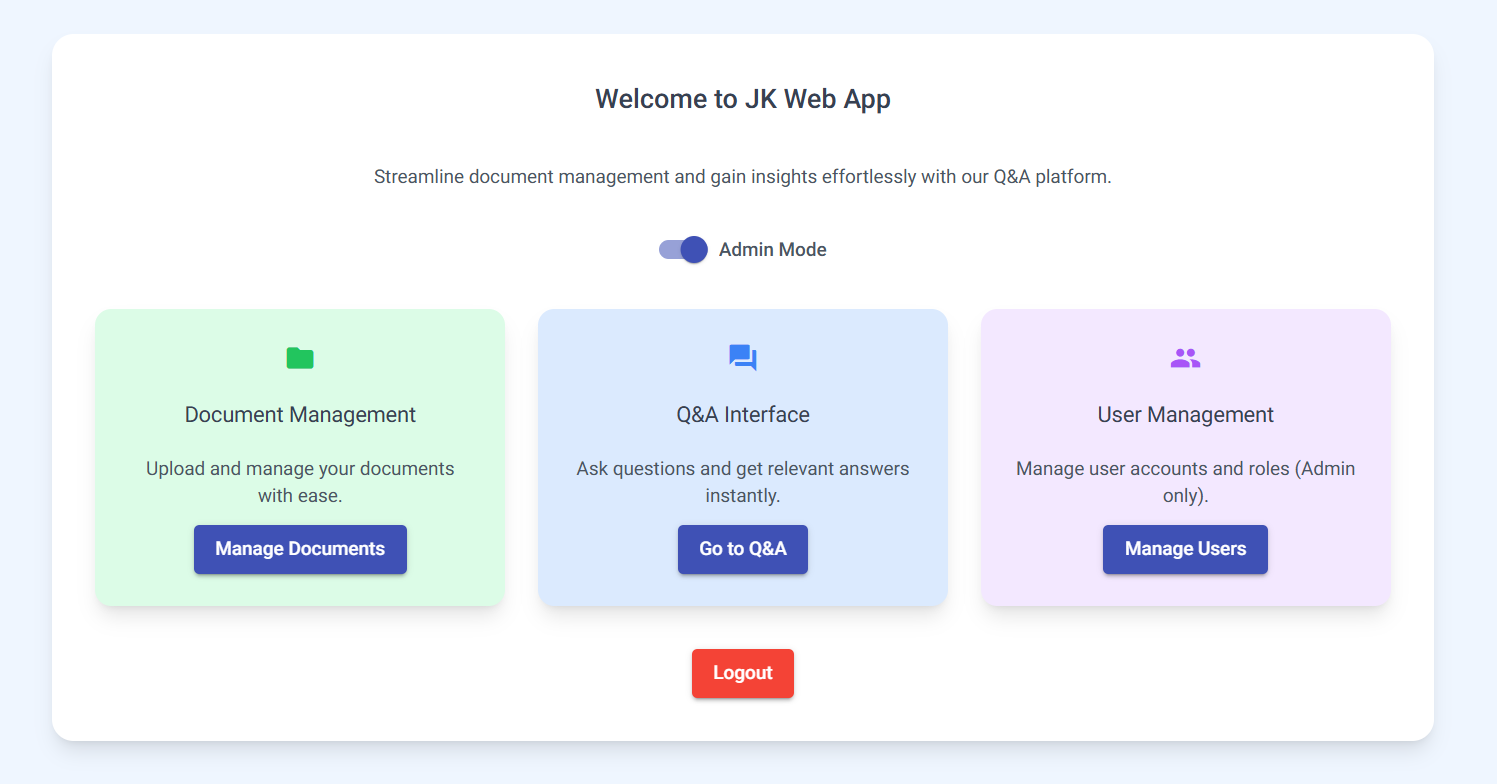 Welcome to JK Web App
Streamline document management and gain insights effortlessly with our Q&A platform.
Admin Mode
Document Management
Upload and manage your documents
with ease.
Manage Documents
Q&A Interface
Ask questions and get relevant answers
instantly.
Go to Q&A
User Management
Manage user accounts and roles (Admin
only).
Manage Users
Logout